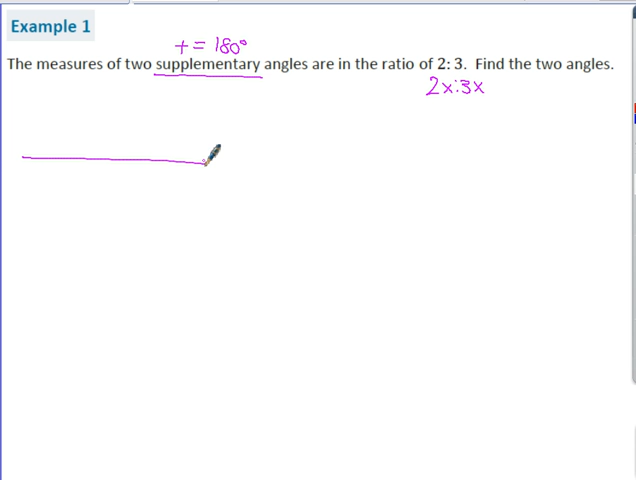 Example 1
+ = 180°
The measures of two supplementary angles are in the ratio of 2: 3. Find the two angles.
2x:3x